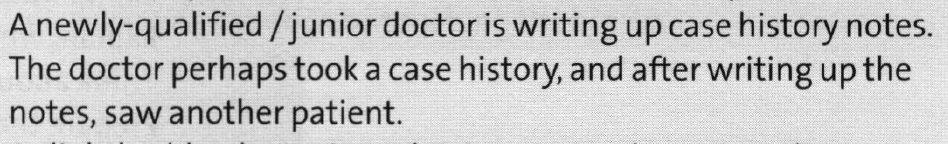 A newly-qualified / junior doctor is writing up case history notes.
The doctor perhaps took a case history, and after writing up the
notes, saw another patient.